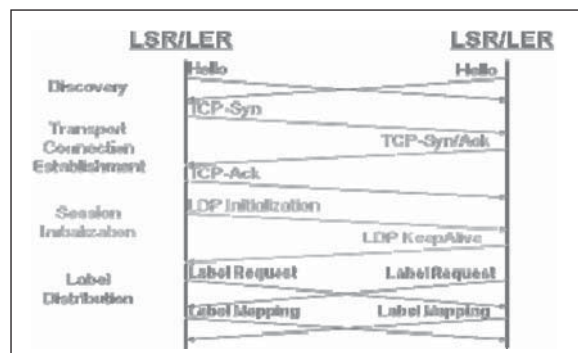 LSR/LER LSR/LER
Hello Hello
Discovery
TCP-Syn
Transport
Connection
Establishment
TCP-Syn/Ack
TCP-Ack
LDP Initialization
Session
Initialization
LDP KeepAlive
Label Request Label Request
Label
Distribution
Label Mapping Label Mapping